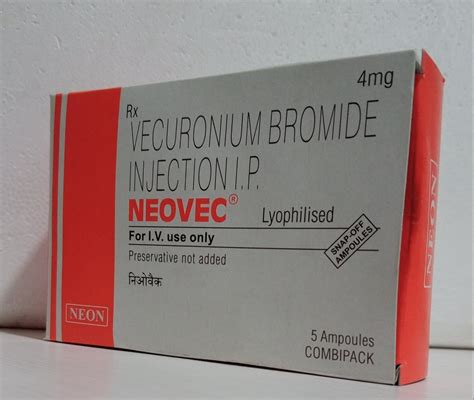 4mg
Rx
VECURONIUM BROMIDE
INJECTION I.P.
NEOVEC® Lyophilised
For I.V. use only
SNAP-OFF
AMPOULES
Preservative not added
निओवैक
NEON
5 Ampoules
COMBIPACK